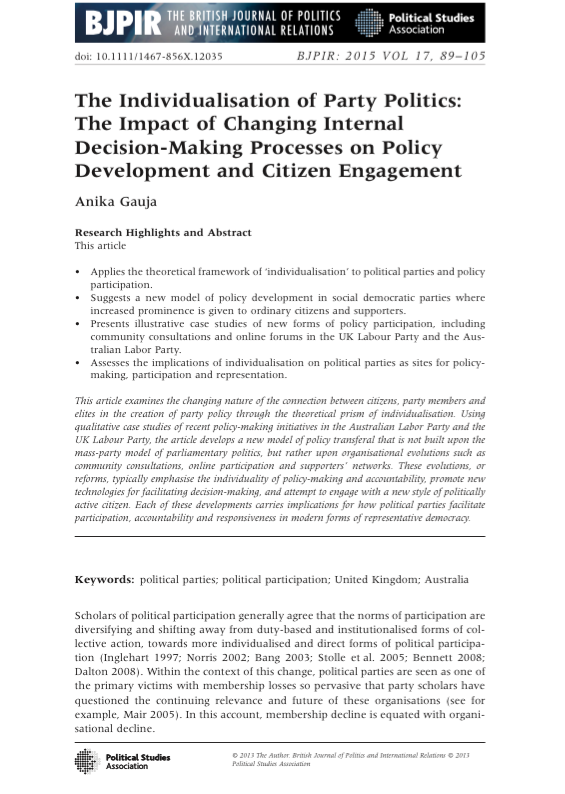 BJPIR THE BRITISH JOURNAL OF POLITICS
AND INTERNATIONAL RELATIONS
Political Studies
Association
doi: 10.1111/1467-856X.12035
BJPIR: 2015 VOL 17, 89–105
The Individualisation of Party Politics:
The Impact of Changing Internal
Decision-Making Processes on Policy
Development and Citizen Engagement
Anika Gauja
Research Highlights and Abstract
This article
• Applies the theoretical framework of ‘individualisation’ to political parties and policy
participation.
• Suggests a new model of policy development in social democratic parties where
increased prominence is given to ordinary citizens and supporters.
• Presents illustrative case studies of new forms of policy participation, including
community consultations and online forums in the UK Labour Party and the Aus-
tralian Labor Party.
• Assesses the implications of individualisation on political parties as sites for policy-
making, participation and representation.
This article examines the changing nature of the connection between citizens, party members and
elites in the creation of party policy through the theoretical prism of individualisation. Using
qualitative case studies of recent policy-making initiatives in the Australian Labor Party and the
UK Labour Party, the article develops a new model of policy transferal that is not built upon the
mass-party model of parliamentary politics, but rather upon organisational evolutions such as
community consultations, online participation and supporters’ networks. These evolutions, or
reforms, typically emphasise the individuality of policy-making and accountability, promote new
technologies for facilitating decision-making, and attempt to engage with a new style of politically
active citizen. Each of these developments carries implications for how political parties facilitate
participation, accountability and responsiveness in modern forms of representative democracy.
Keywords: political parties; political participation; United Kingdom; Australia
Scholars of political participation generally agree that the norms of participation are
diversifying and shifting away from duty-based and institutionalised forms of col-
lective action, towards more individualised and direct forms of political participa-
tion (Inglehart 1997; Norris 2002; Bang 2003; Stolle et al. 2005; Bennett 2008;
Dalton 2008). Within the context of this change, political parties are seen as one of
the primary victims with membership losses so pervasive that party scholars have
questioned the continuing relevance and future of these organisations (see for
example, Mair 2005). In this account, membership decline is equated with organi-
sational decline.
Political Studies
Association
© 2013 The Author. British Journal of Politics and International Relations © 2013
Political Studies Association